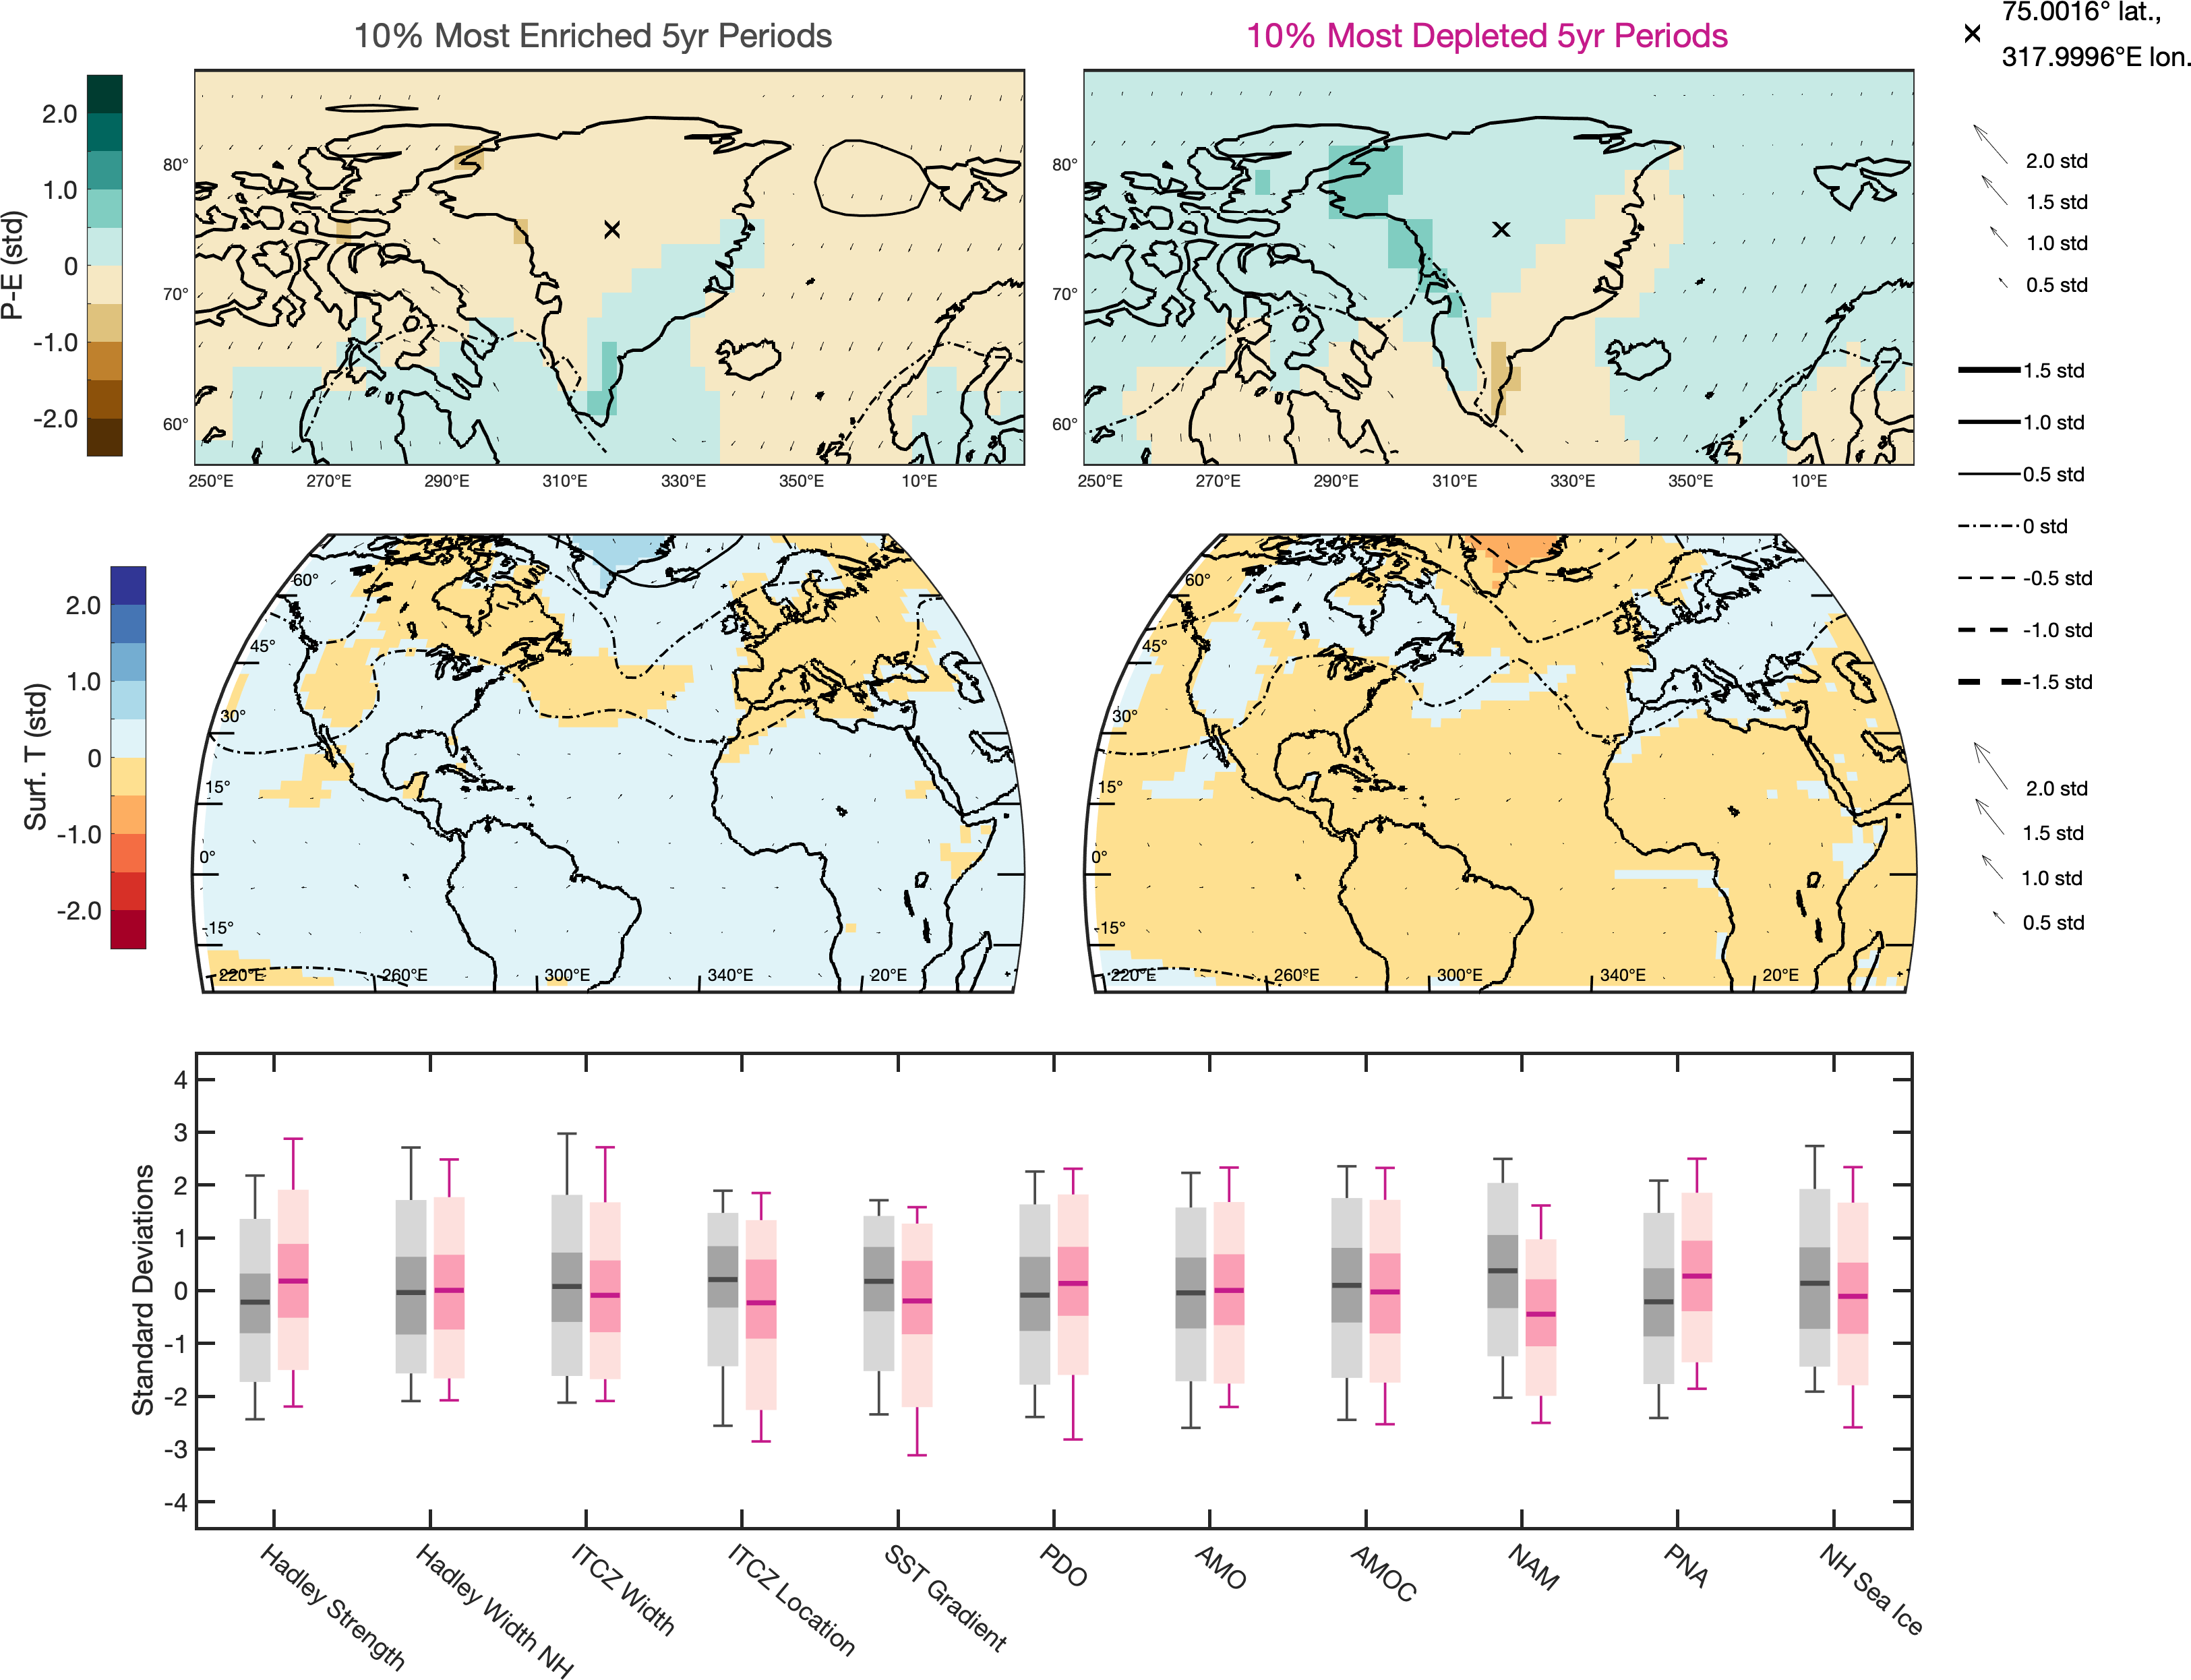 10% Most Enriched 5yr Periods
10% Most Depleted 5yr Periods
75.0016° lat.,
317.9996°E lon.
P-E (std)
2.0
1.0
0
-1.0
-2.0
80°
70°
60°
250°E 270°E 290°E 310°E 330°E 350°E 10°E
80°
70°
60°
250°E 270°E 290°E 310°E 330°E 350°E 10°E
2.0 std
1.5 std
1.0 std
0.5 std
1.5 std
1.0 std
0.5 std
0 std
-0.5 std
-1.0 std
-1.5 std
2.0 std
1.5 std
1.0 std
0.5 std
Surf. T (std)
2.0
1.0
0
-1.0
-2.0
60°
45°
30°
15°
0°
-15°
220°E 260°E 300°E 340°E 20°E
60°
45°
30°
15°
0°
-15°
220°E 260°E 300°E 340°E 20°E
Standard Deviations
4
3
2
1
0
-1
-2
-3
-4
Hadley Strength
Hadley Width NH
ITCZ Width
ITCZ Location
SST Gradient
PDO
AMO
AMOC
NAM
PNA
NH Sea Ice